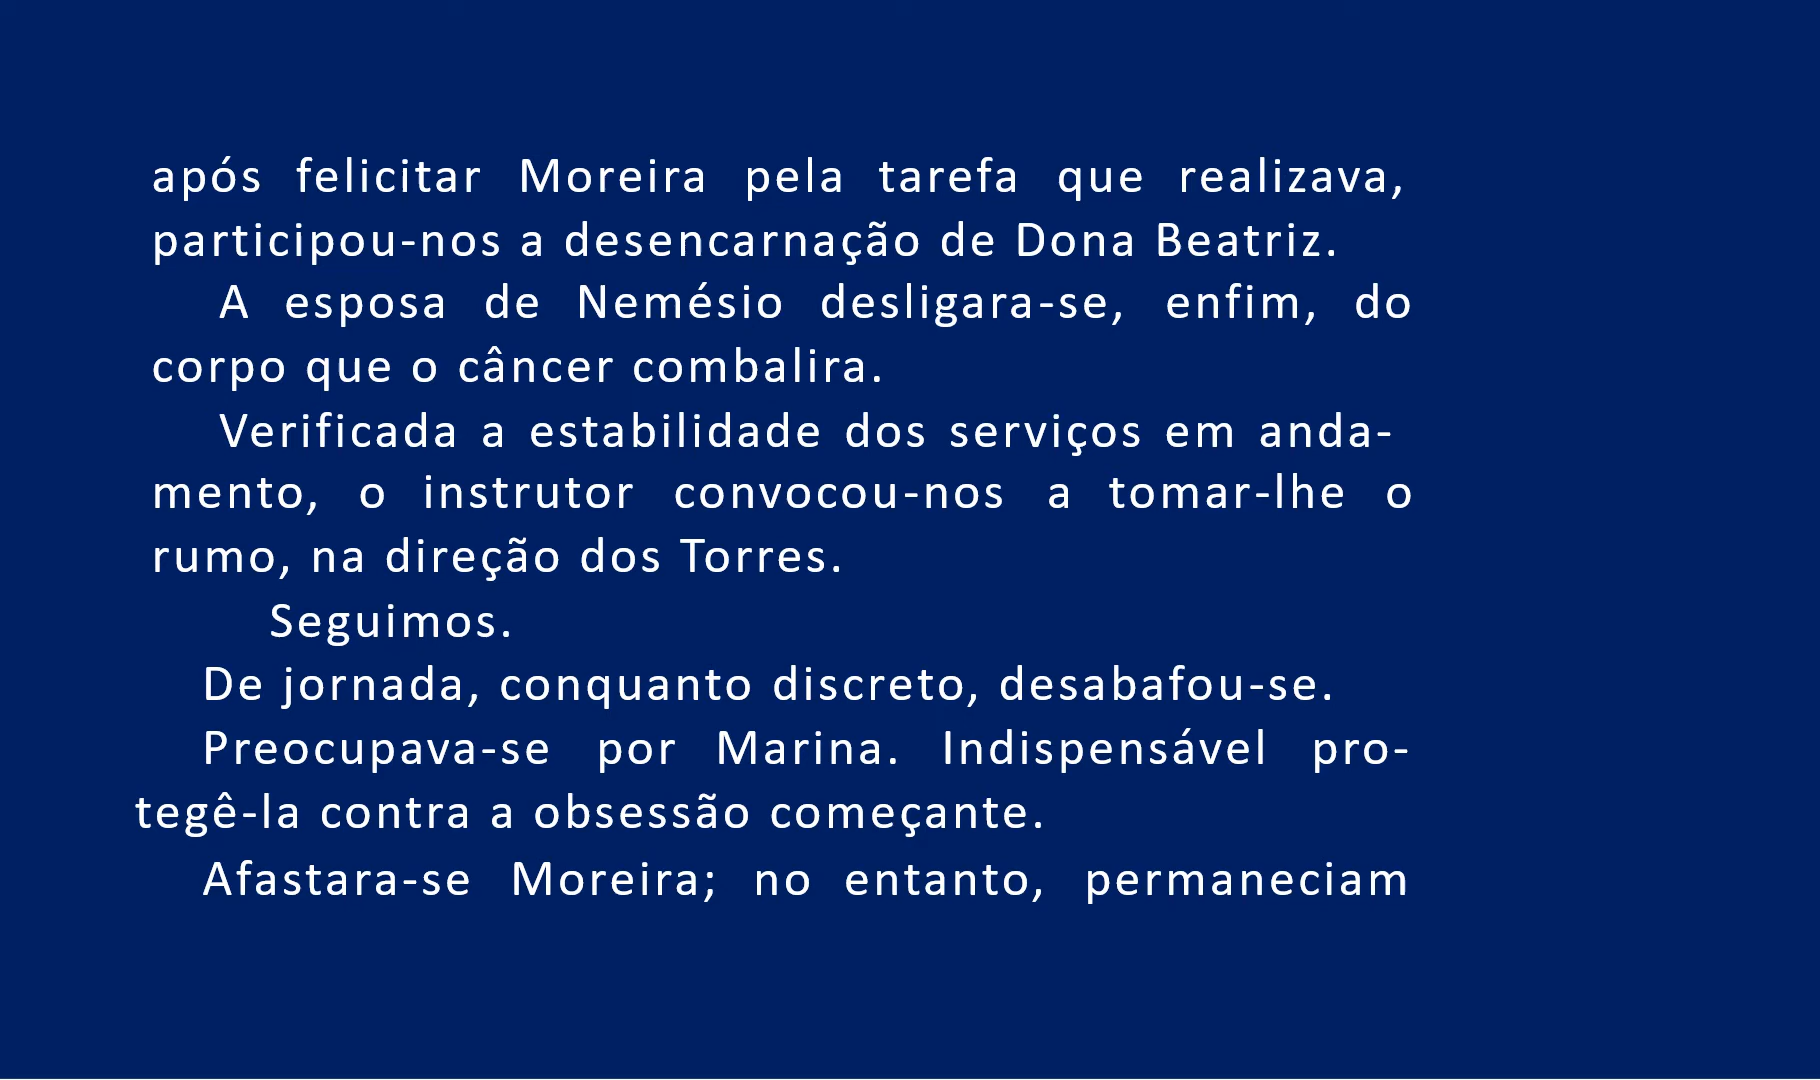 após felicitar Moreira pela tarefa que realizava,
participou-nos a desencarnação de Dona Beatriz.
A esposa de Nemésio desligara-se, enfim, do
corpo que o câncer combalira.
Verificada a estabilidade dos serviços em anda-
mento, o instrutor convocou-nos a tomar-lhe o
rumo, na direção dos Torres.
Seguimos.
De jornada, conquanto discreto, desabafou-se.
Preocupava-se por Marina. Indispensável pro-
tegê-la contra a obsessão começante.
Afastara-se Moreira; no entanto, permaneciam